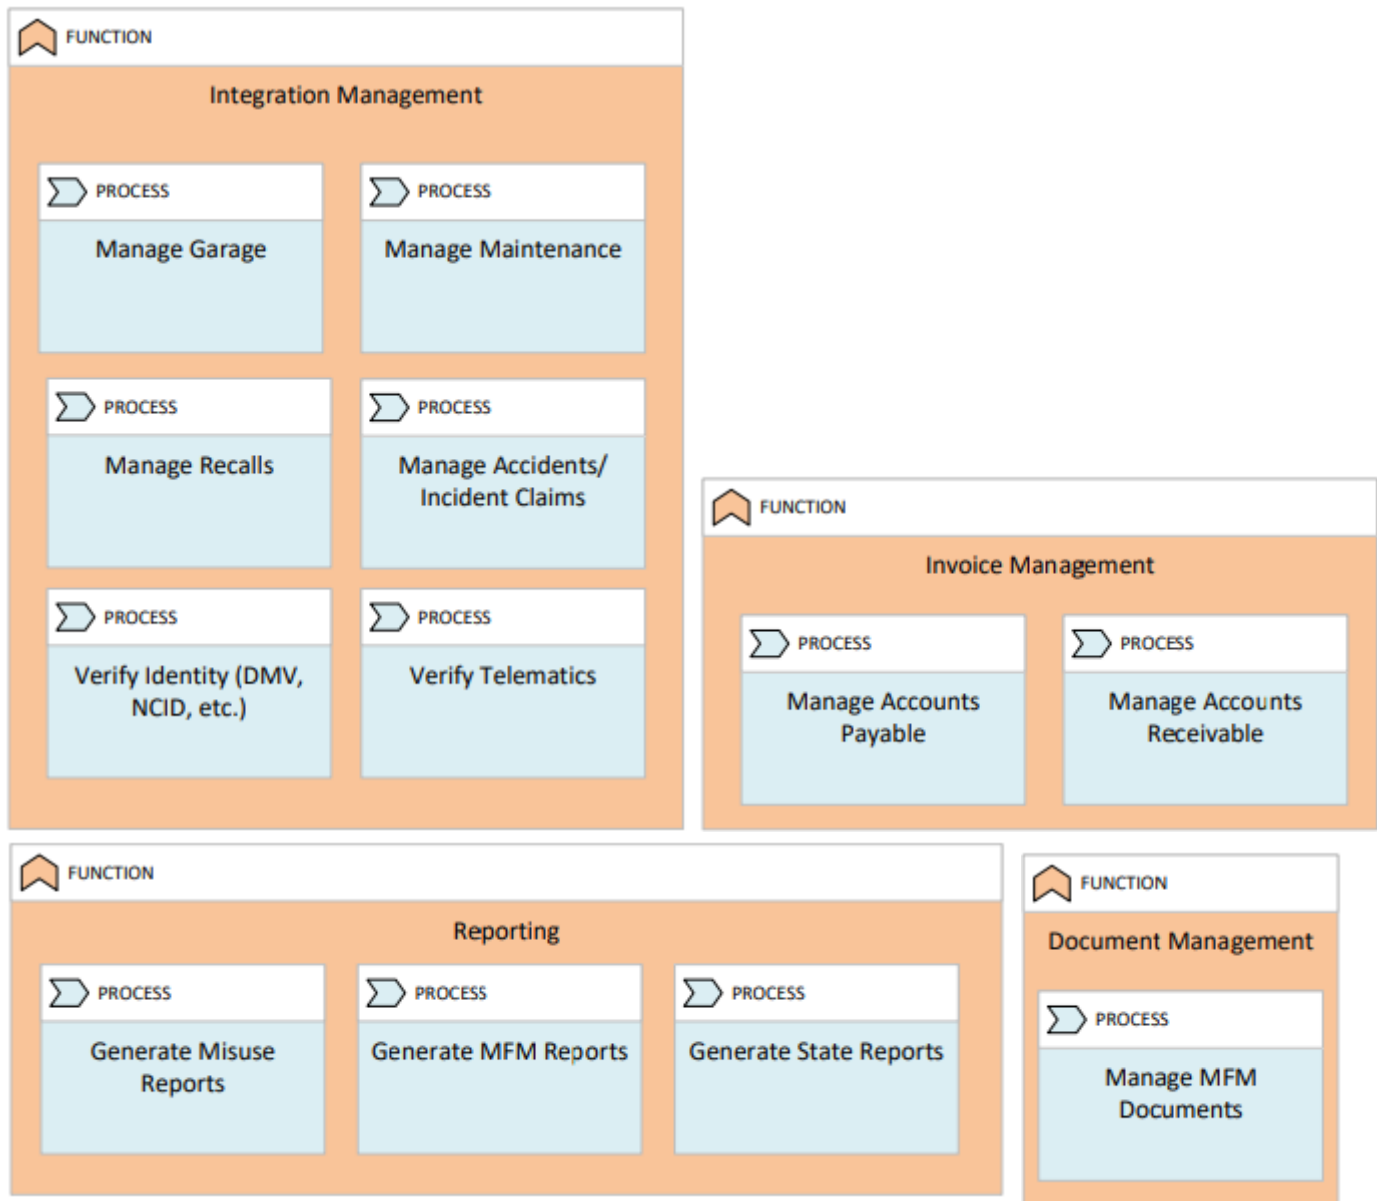 FUNCTION
Integration Management
PROCESS
Manage Garage
PROCESS
Manage Maintenance
PROCESS
Manage Recalls
PROCESS
Manage Accidents/
Incident Claims
PROCESS
Verify Identity (DMV,
NCID, etc.)
PROCESS
Verify Telematics
FUNCTION
Invoice Management
PROCESS
Manage Accounts
Payable
PROCESS
Manage Accounts
Receivable
FUNCTION
Reporting
PROCESS
Generate Misuse
Reports
PROCESS
Generate MFM Reports
PROCESS
Generate State Reports
FUNCTION
Document Management
PROCESS
Manage MFM
Documents